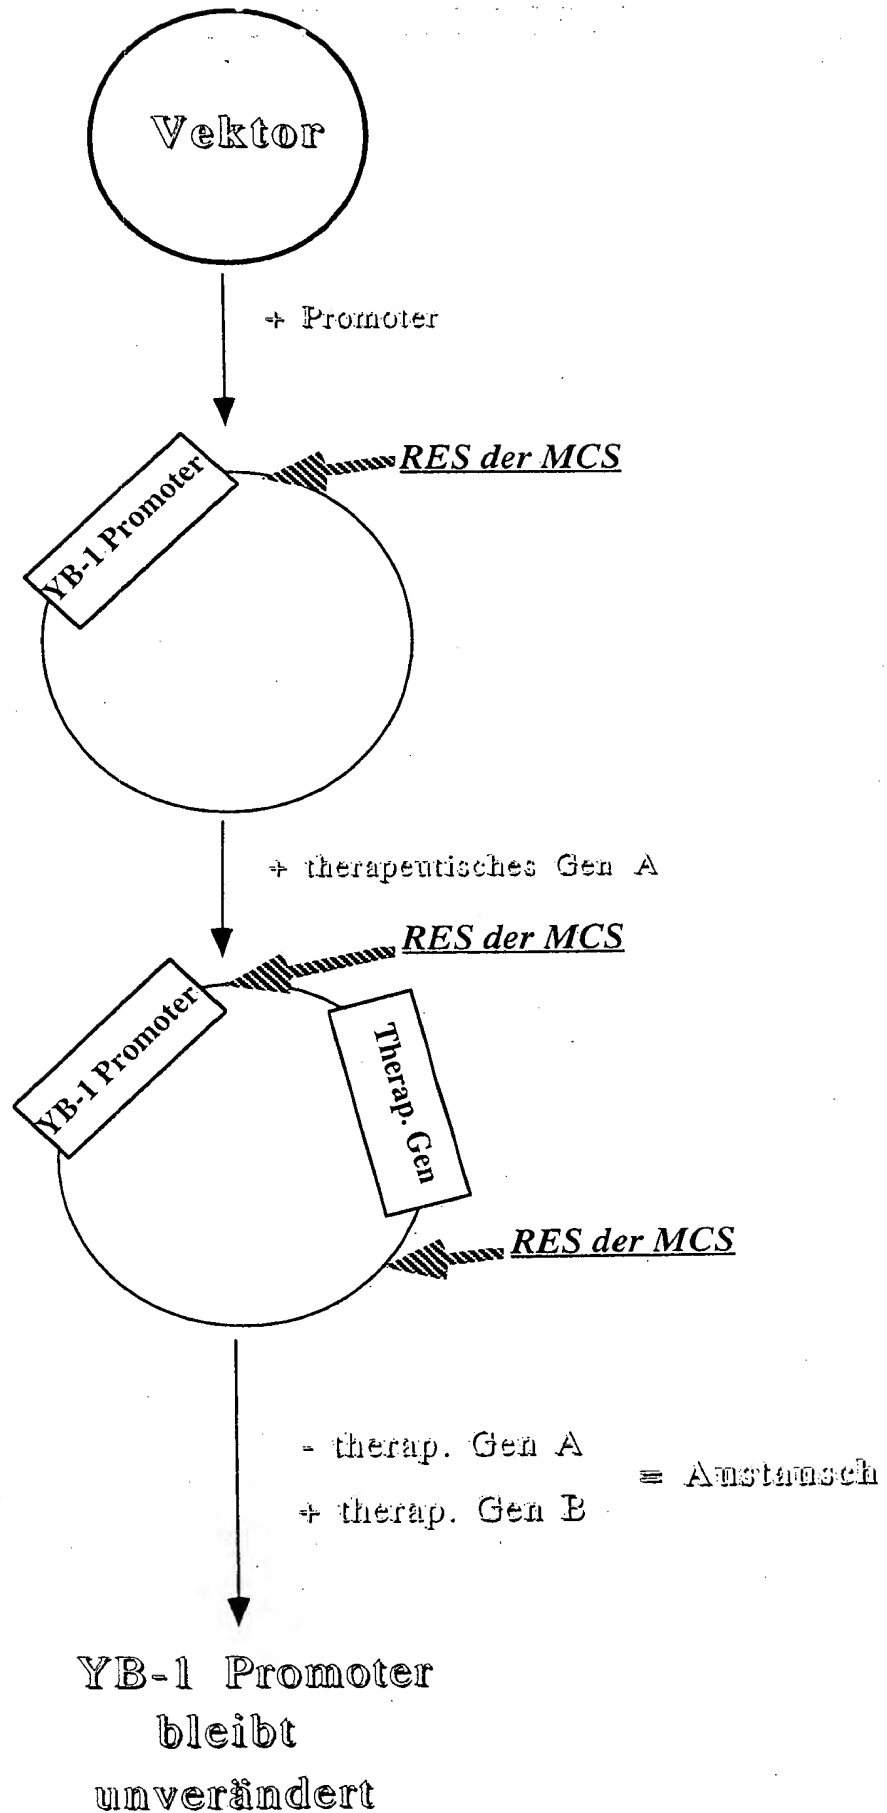 Vektor
+ Promoter
RES der MCS
YB-1 Promoter
+ therapeutisches Gen A
RES der MCS
YB-1 Promoter
Therap. Gen
RES der MCS
- therap. Gen A
= Austausch
+ therap. Gen B
YB-1 Promoter
bleibt
unverändert